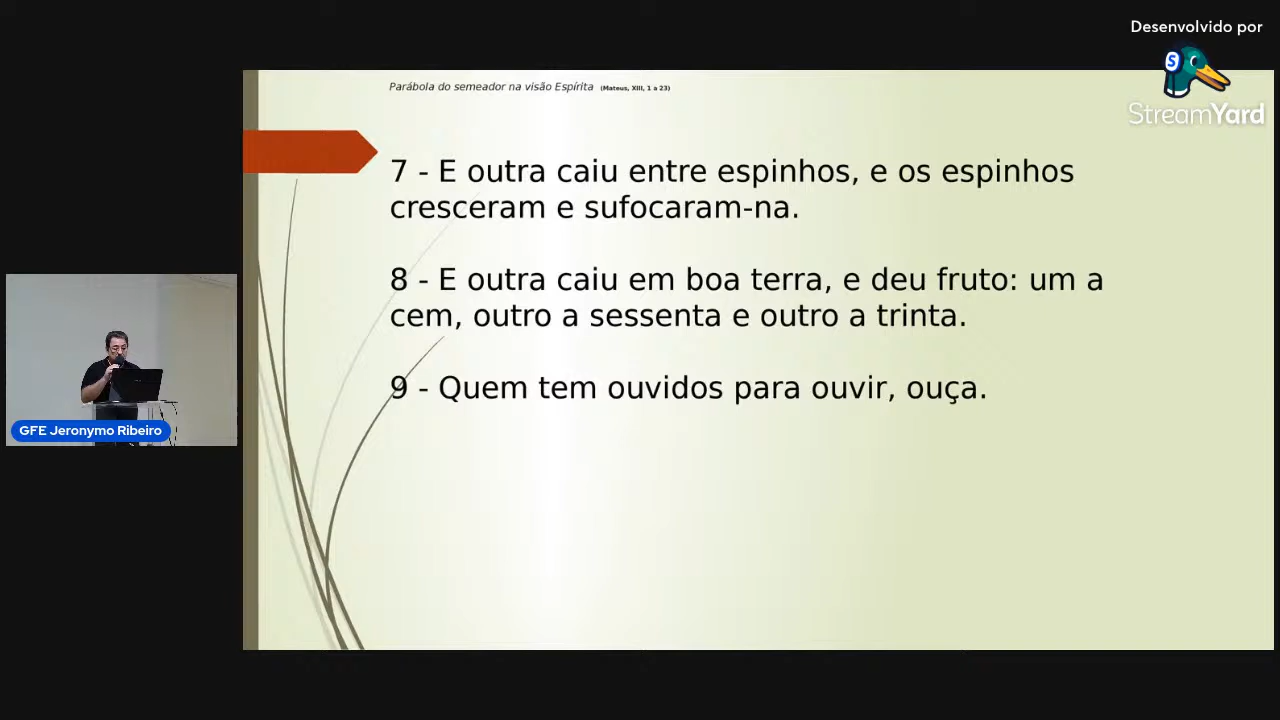 Desenvolvido por
StreamYard
Parábola do semeador na visão Espírita (Mateus, XIII, 1 a 23)
7 - E outra caiu entre espinhos, e os espinhos
cresceram e sufocaram-na.
8 - E outra caiu em boa terra, e deu fruto: um a
cem, outro a sessenta e outro a trinta.
9 - Quem tem ouvidos para ouvir, ouça.
GFE Jeronymo Ribeiro